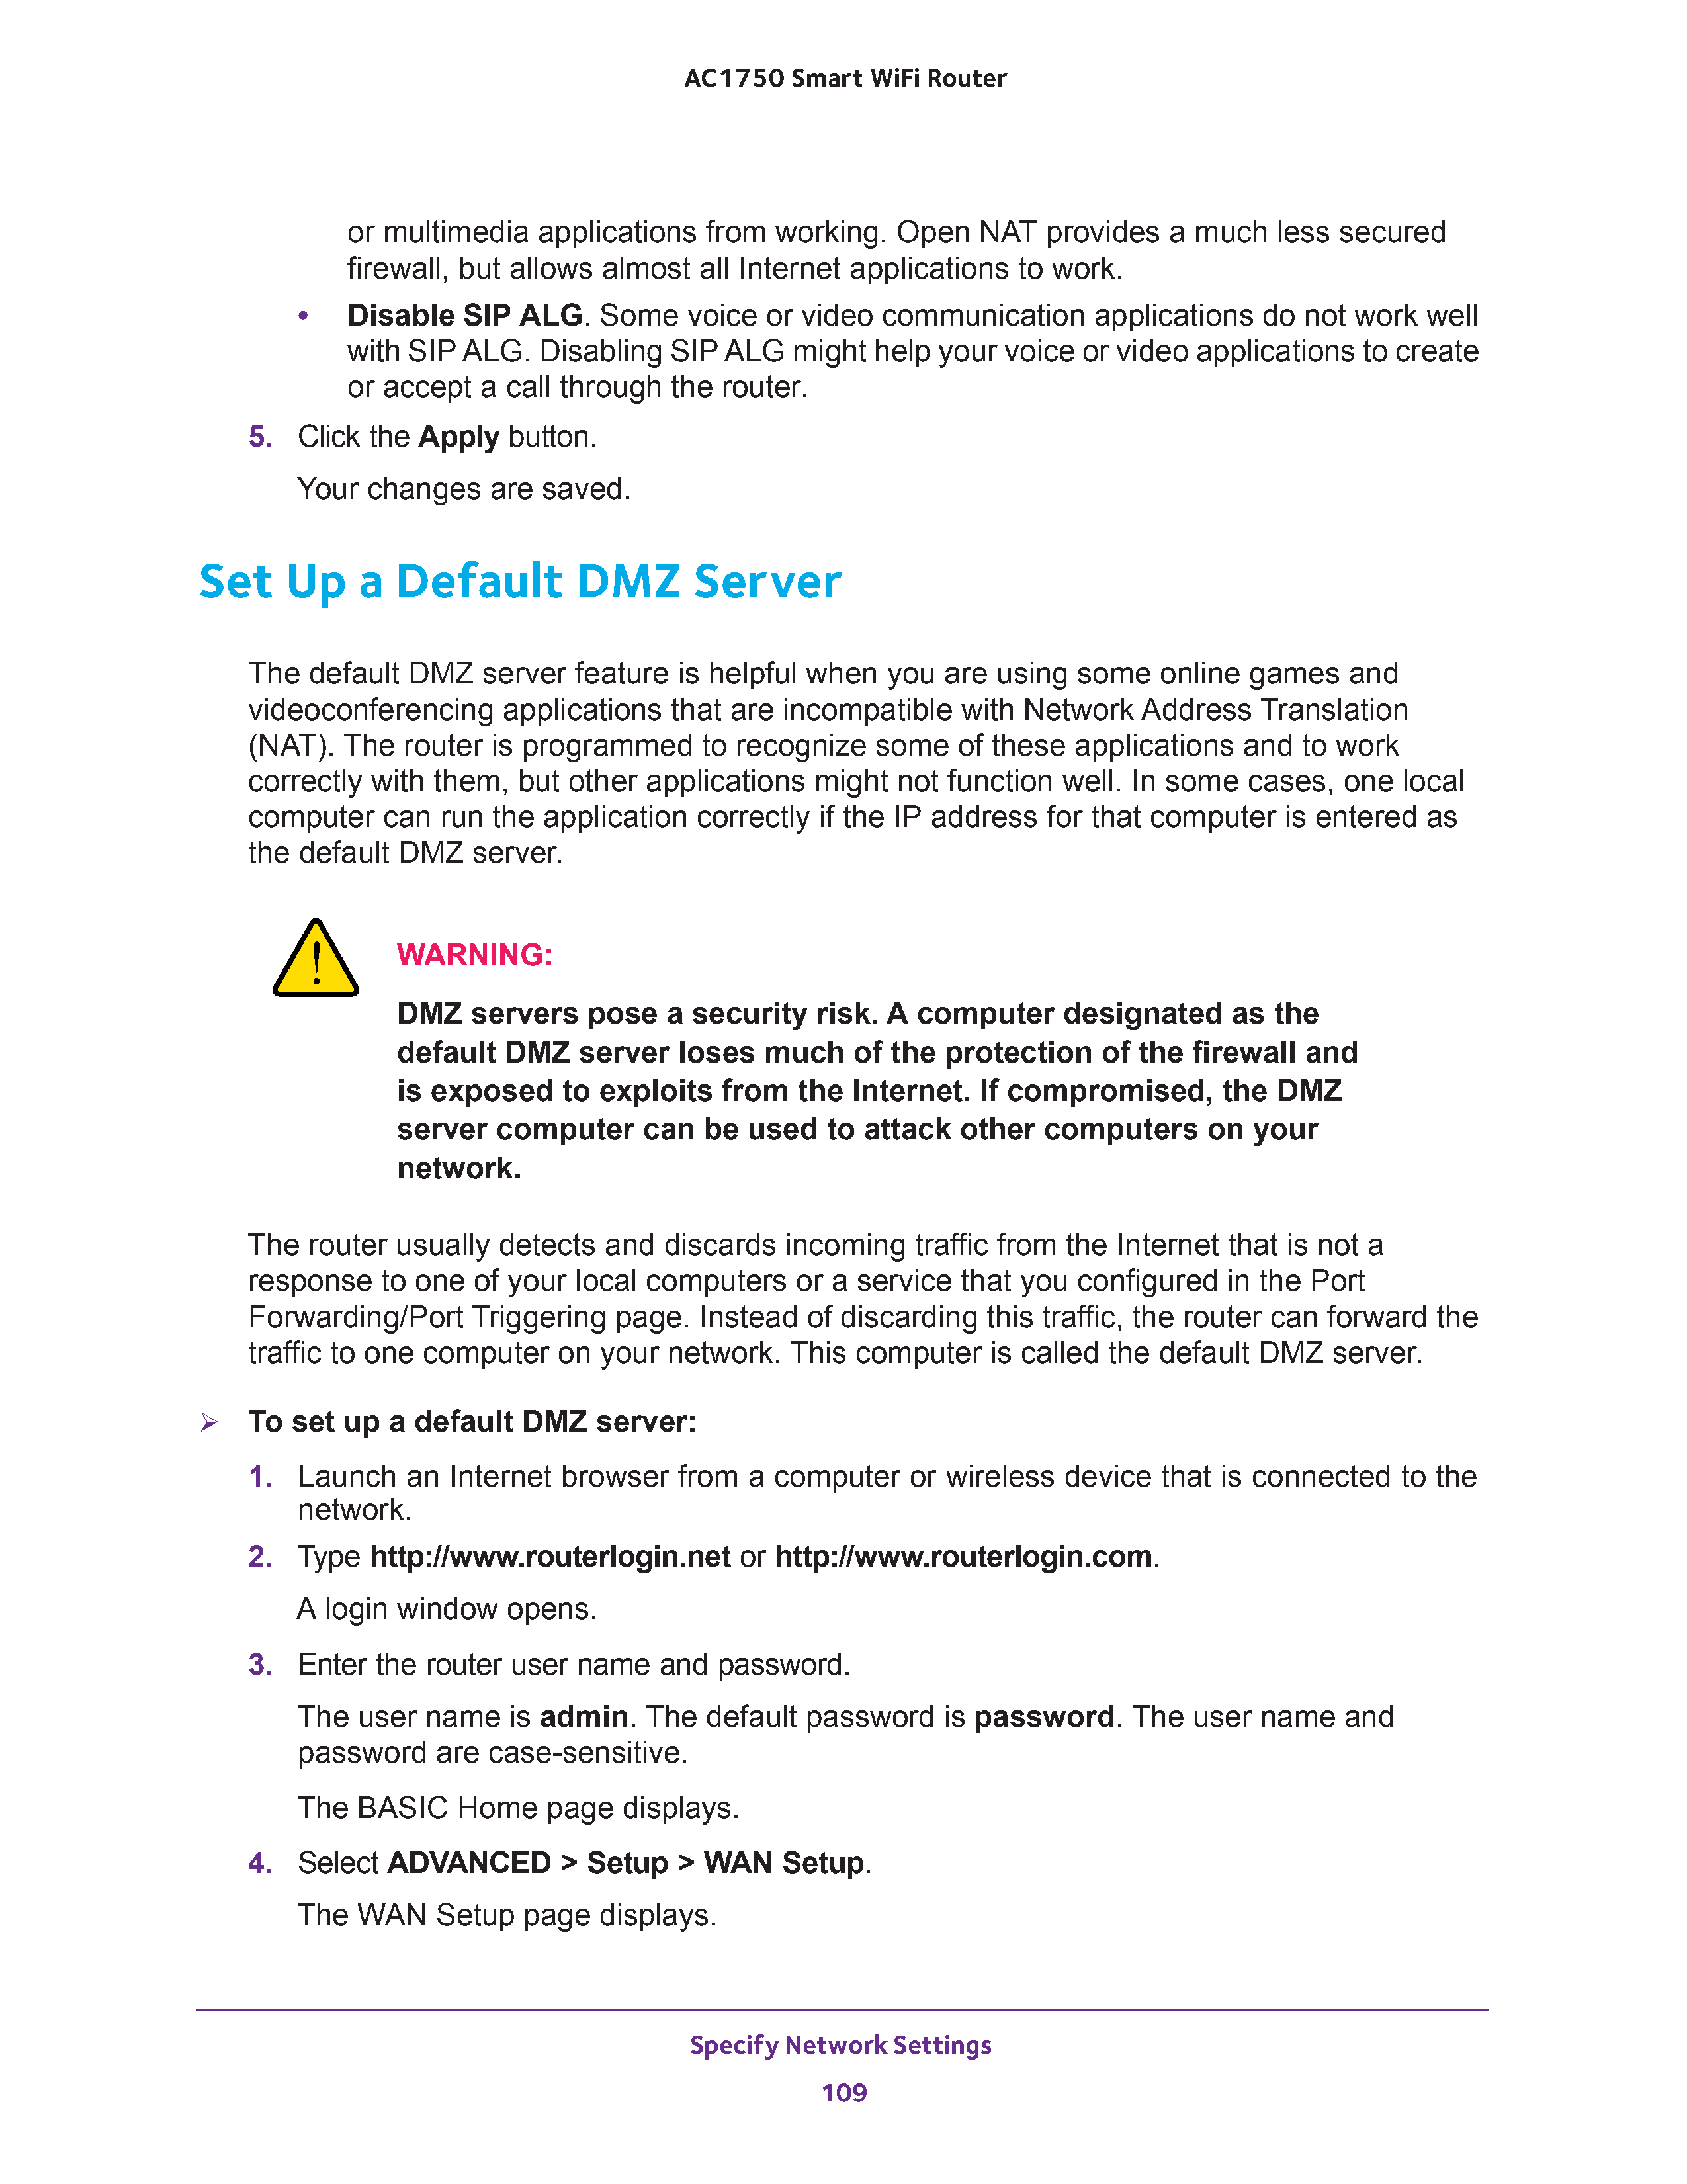 AC1750 Smart WiFi Router
or multimedia applications from working. Open NAT provides a much less secured
firewall, but allows almost all Internet applications to work.
• Disable SIP ALG. Some voice or video communication applications do not work well
with SIP ALG. Disabling SIP ALG might help your voice or video applications to create
or accept a call through the router.
5. Click the Apply button.
Your changes are saved.
Set Up a Default DMZ Server
The default DMZ server feature is helpful when you are using some online games and
videoconferencing applications that are incompatible with Network Address Translation
(NAT). The router is programmed to recognize some of these applications and to work
correctly with them, but other applications might not function well. In some cases, one local
computer can run the application correctly if the IP address for that computer is entered as
the default DMZ server.
WARNING:
DMZ servers pose a security risk. A computer designated as the
default DMZ server loses much of the protection of the firewall and
is exposed to exploits from the Internet. If compromised, the DMZ
server computer can be used to attack other computers on your
network.
The router usually detects and discards incoming traffic from the Internet that is not a
response to one of your local computers or a service that you configured in the Port
Forwarding/Port Triggering page. Instead of discarding this traffic, the router can forward the
traffic to one computer on your network. This computer is called the default DMZ server.
➢ To set up a default DMZ server:
1. Launch an Internet browser from a computer or wireless device that is connected to the
network.
2. Type http://www.routerlogin.net or http://www.routerlogin.com.
A login window opens.
3. Enter the router user name and password.
The user name is admin. The default password is password. The user name and
password are case-sensitive.
The BASIC Home page displays.
4. Select ADVANCED > Setup > WAN Setup.
The WAN Setup page displays.
Specify Network Settings
109